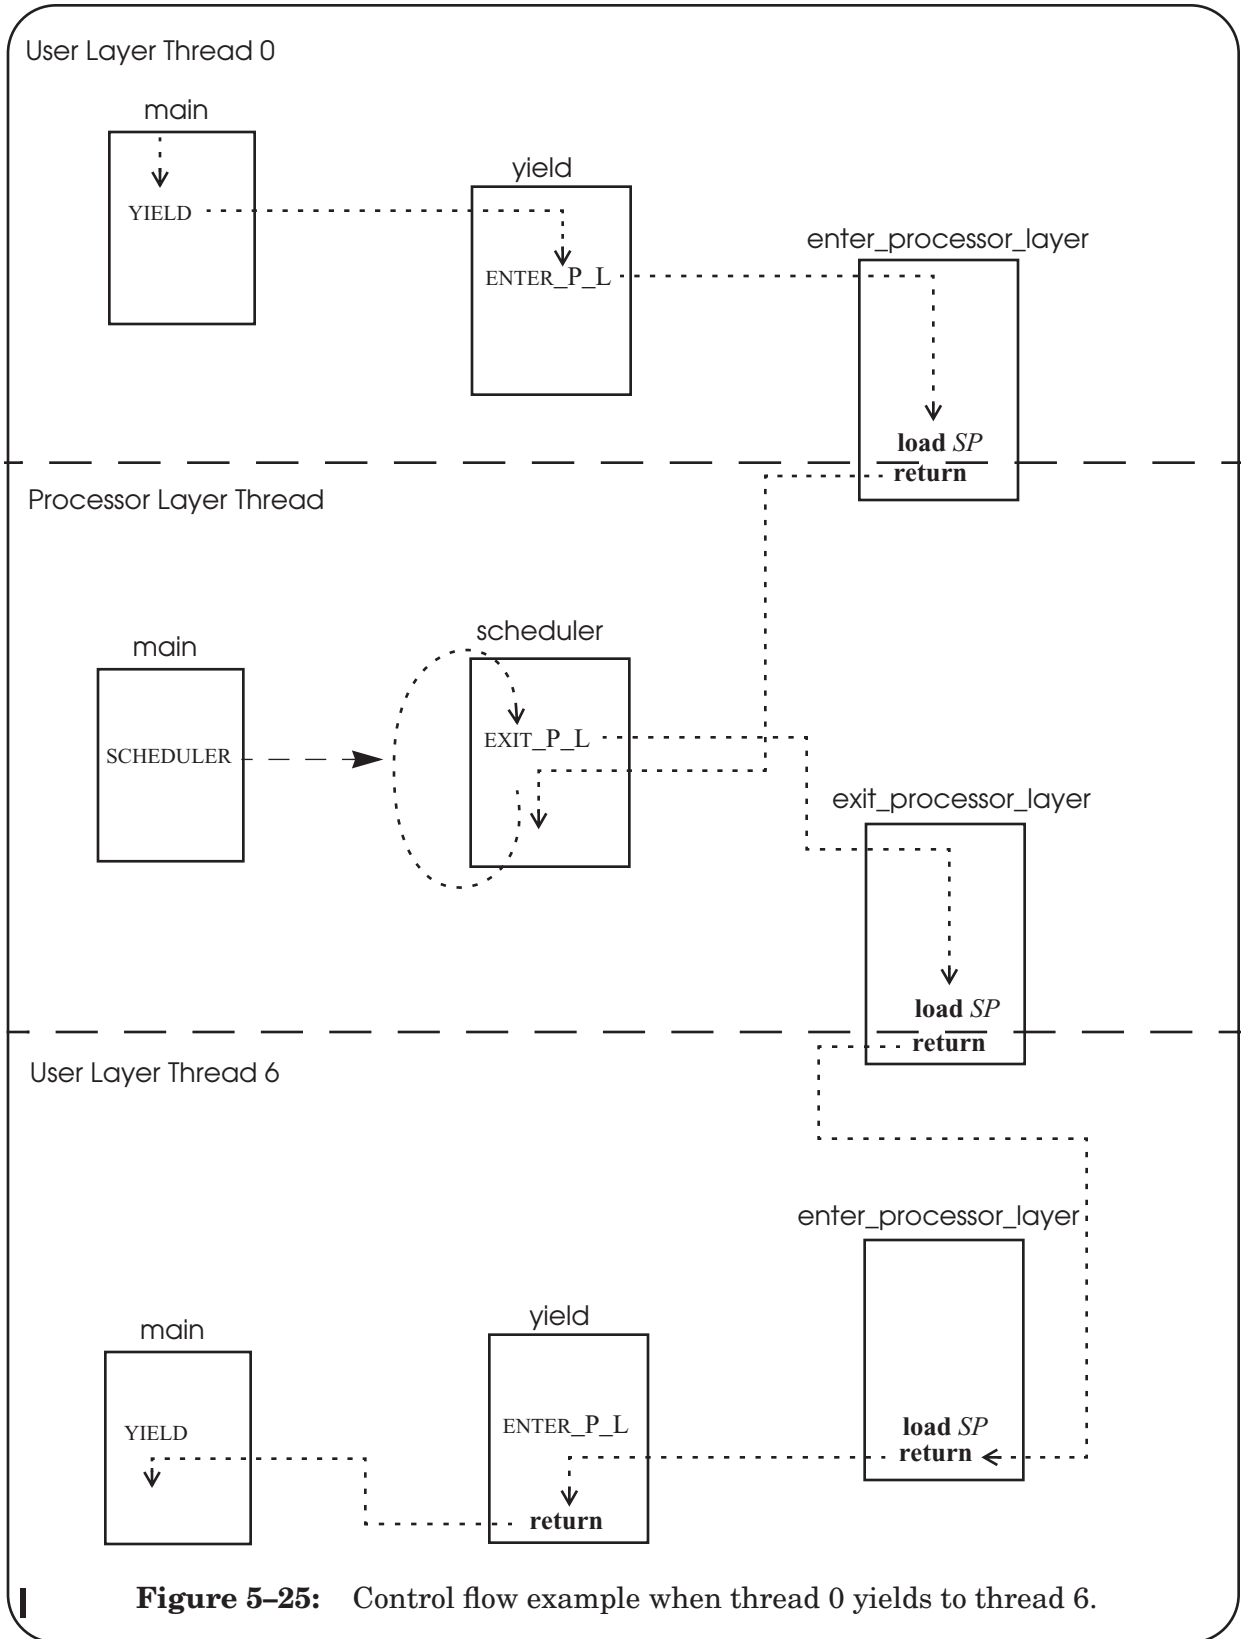 User Layer Thread 0
main
yield
YIELD
enter_processor_layer
ENTER_P_L
load SP
return
Processor Layer Thread
scheduler
main
EXIT_P_L
SCHEDULER
exit_processor_layer
load SP
return
User Layer Thread 6
enter_processor_layer
yield
main
ENTER_P_L
YIELD
load SP
return
return
Figure 5–25: Control flow example when thread 0 yields to thread 6.